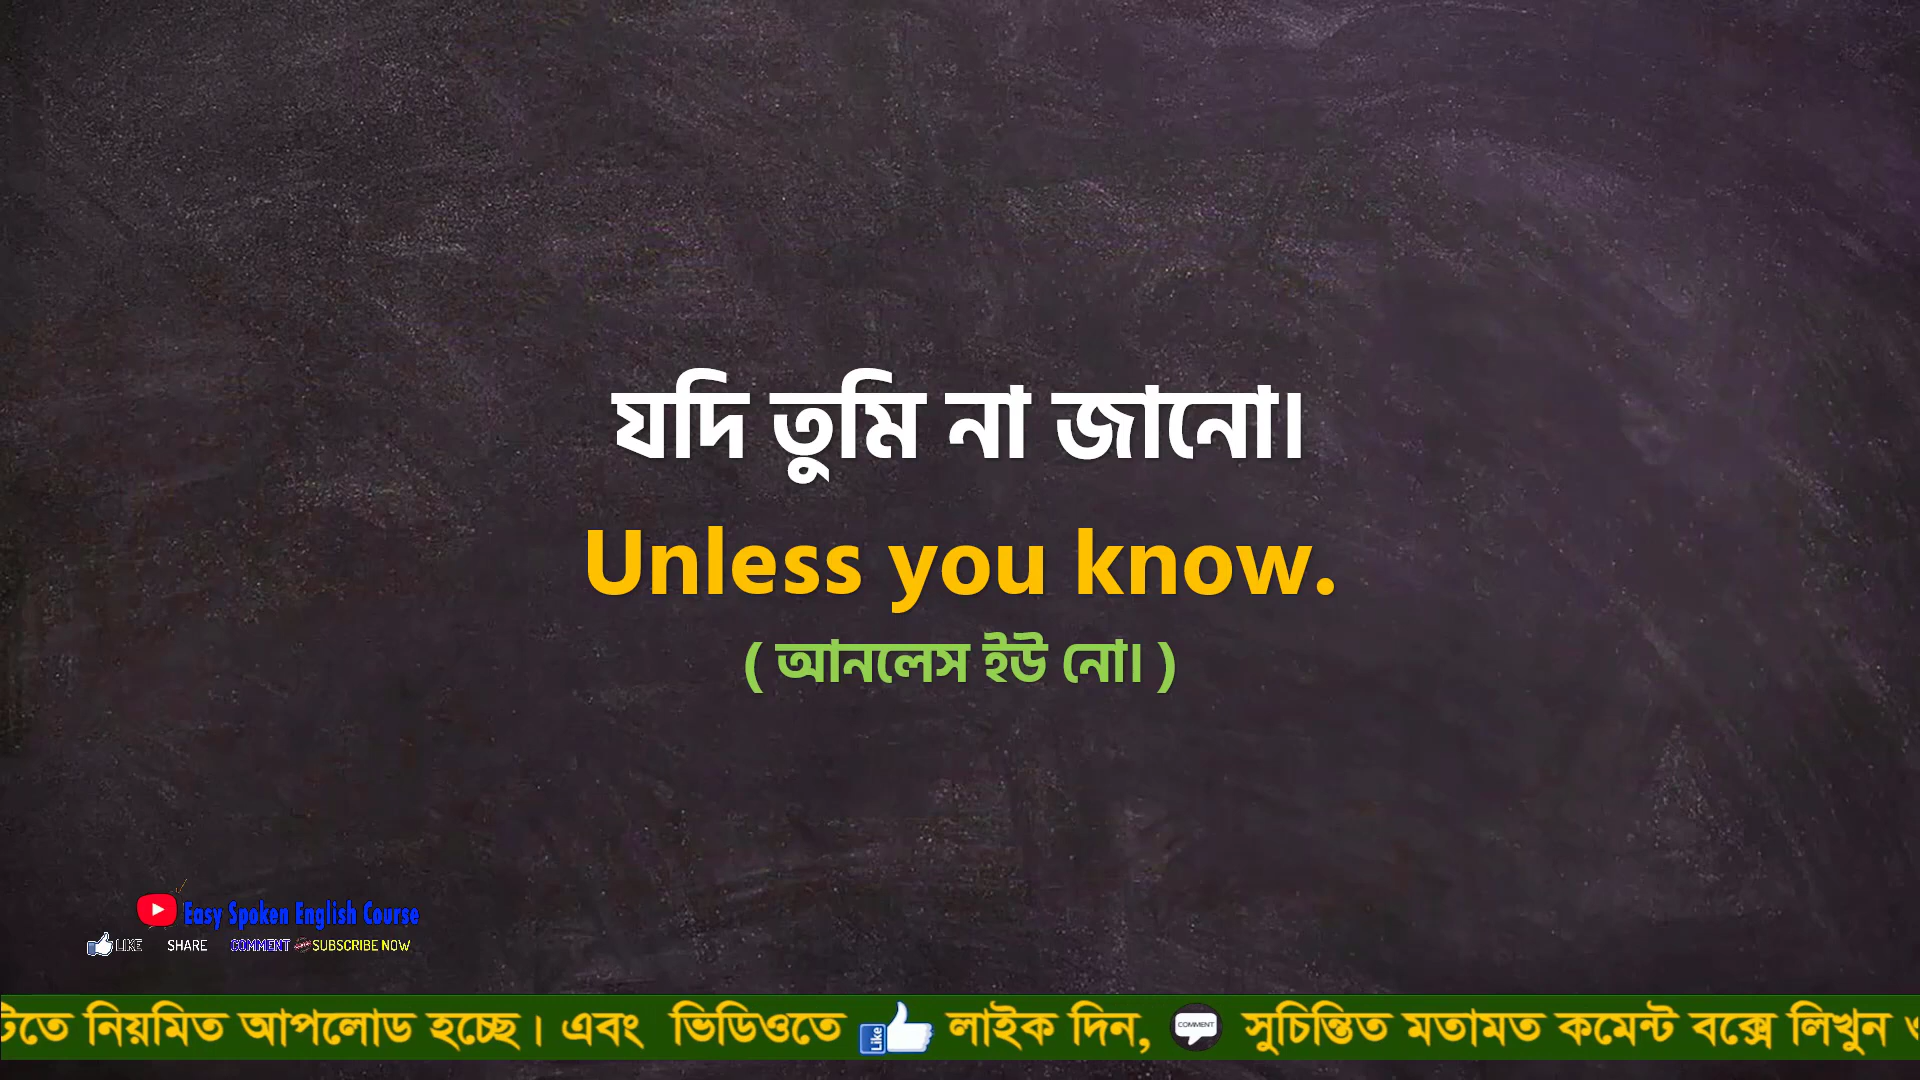 যদি তুমি না জানো।
Unless you know.
( আনলেস ইউ নো। )
Easy Spoken English Course
LIKE SHARE COMMENT SUBSCRIBE NOW
টিতে নিয়মিত আপলোড হচ্ছে। এবং ভিডিওতে Like লাইক দিন, COMMENT সুচিন্তিত মতামত কমেন্ট বক্সে লিখুন